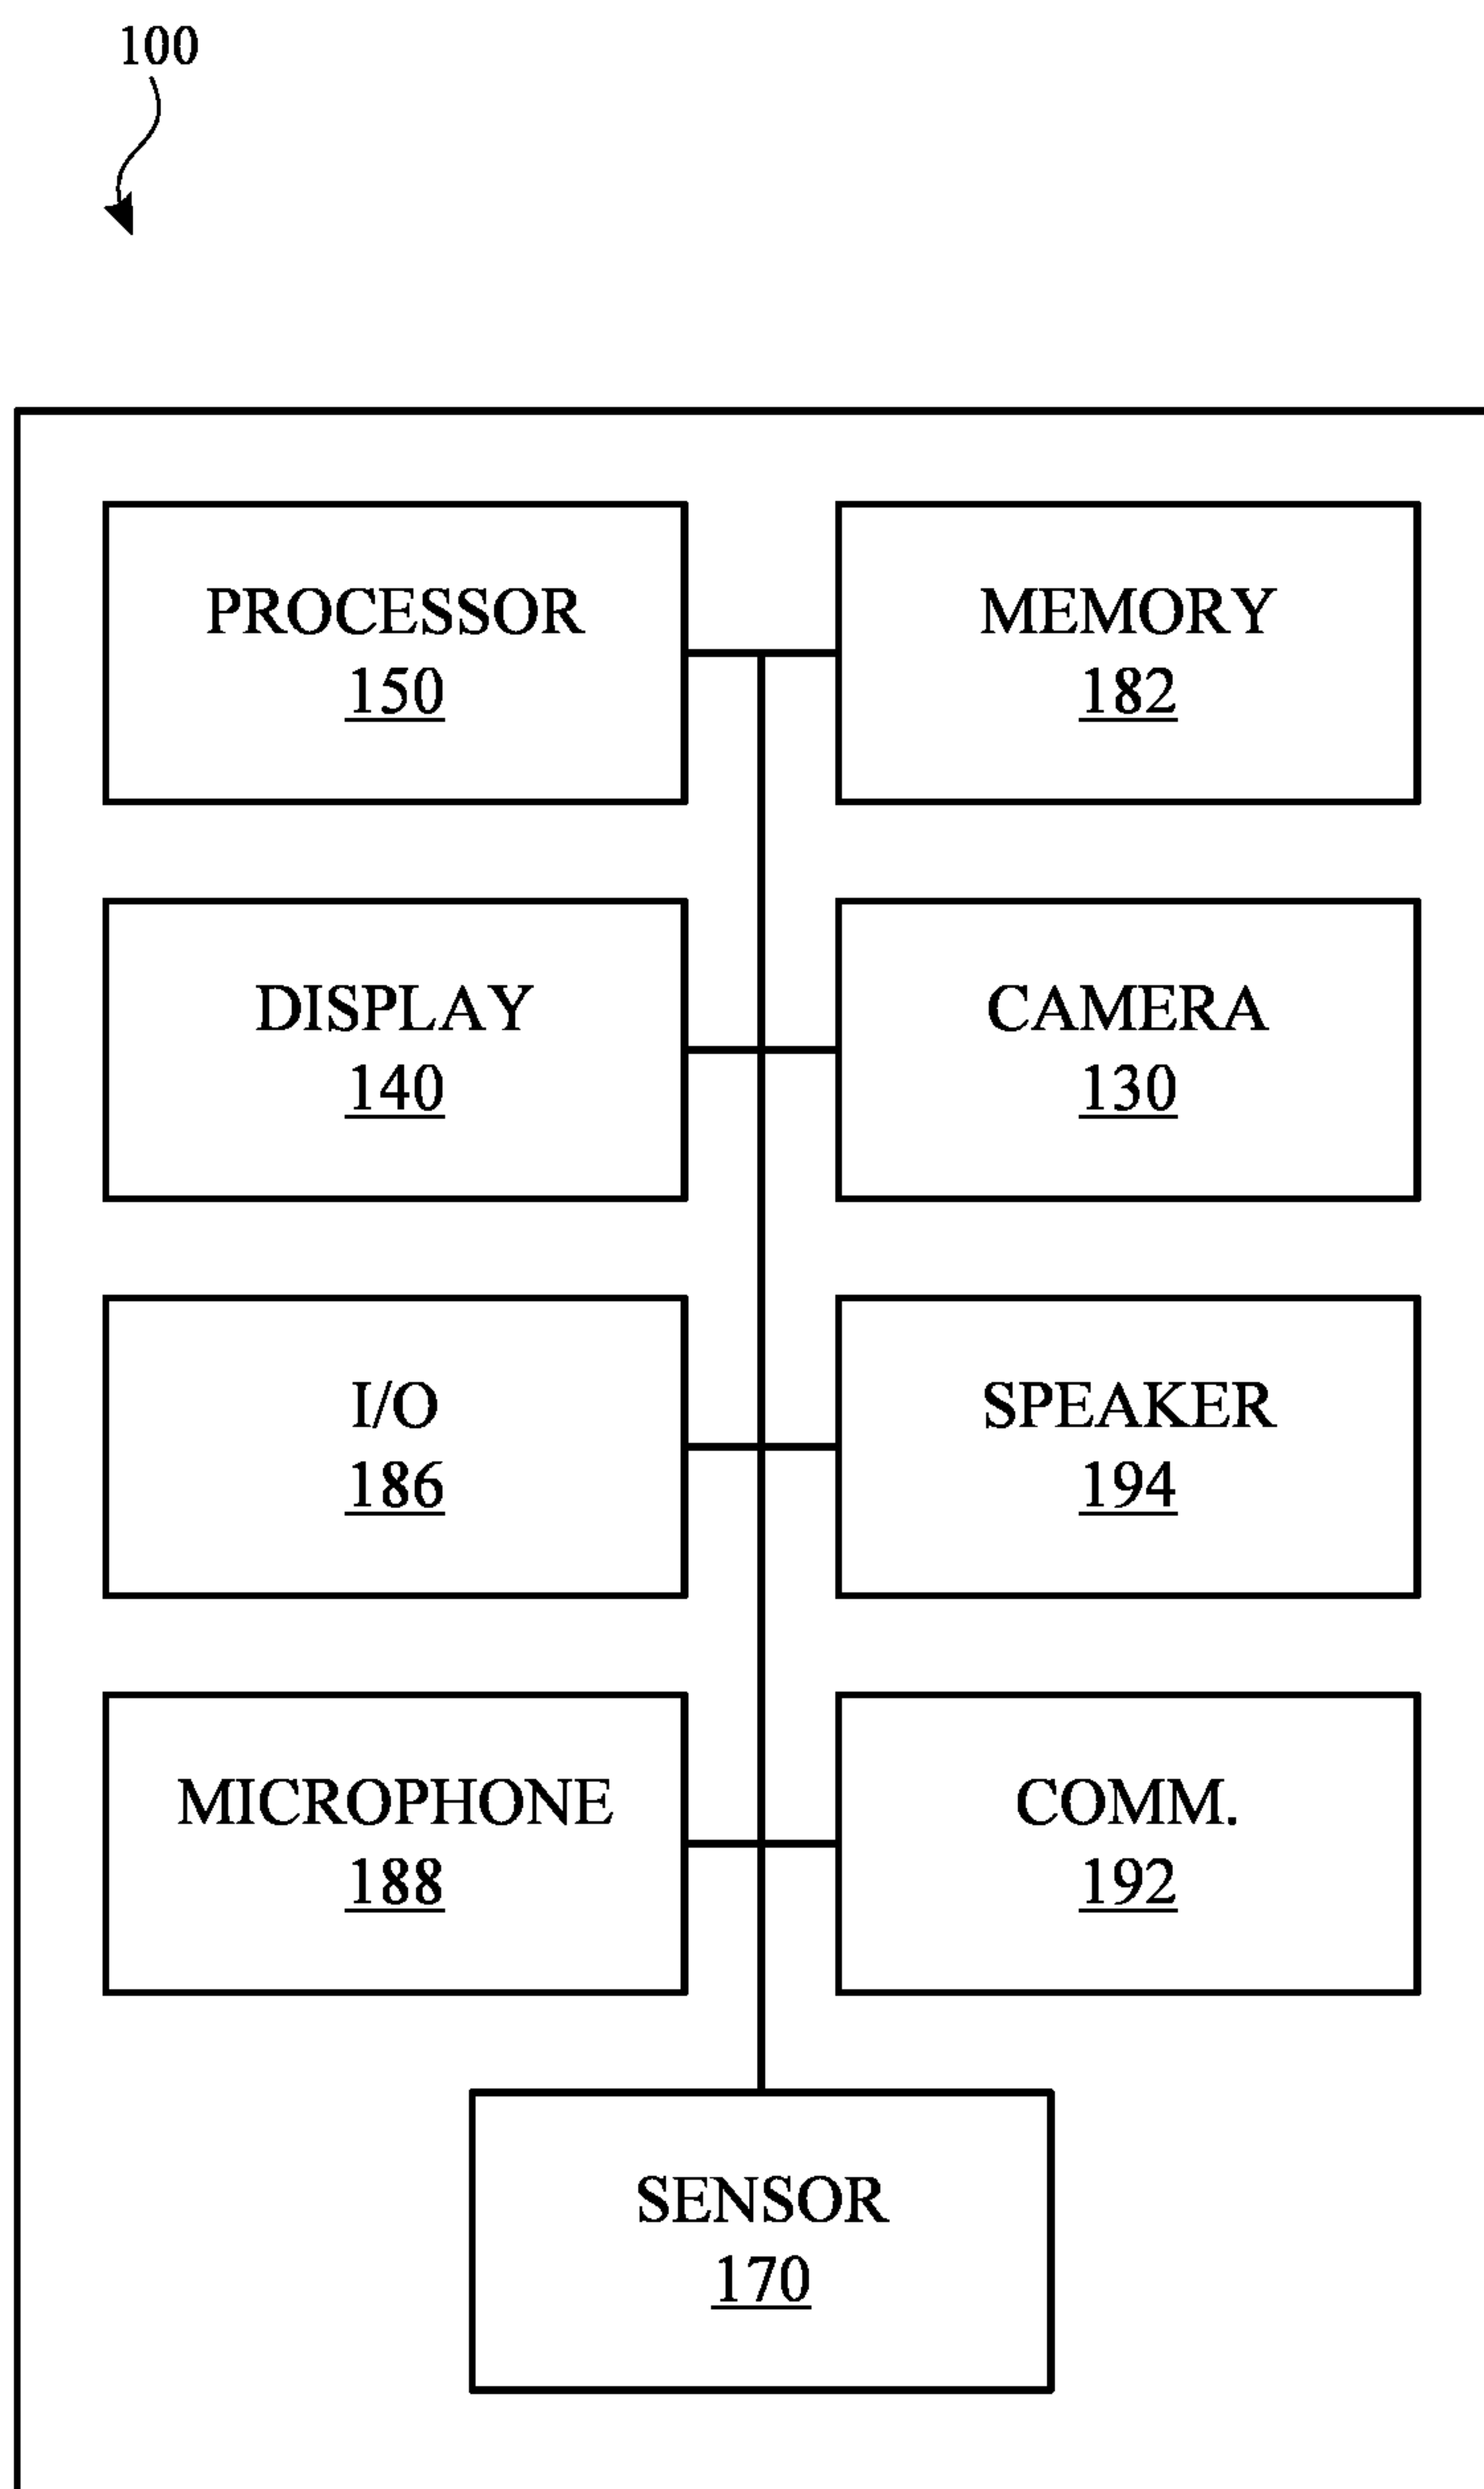 100
PROCESSOR
150
MEMORY
182
DISPLAY
140
CAMERA
130
I/O
186
SPEAKER
194
MICROPHONE
188
COMM.
192
SENSOR
170